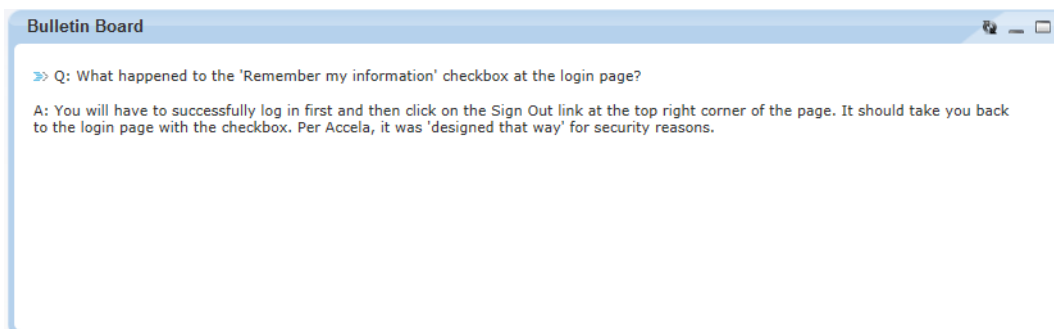 Bulletin Board
Q: What happened to the 'Remember my information' checkbox at the login page?
A: You will have to successfully log in first and then click on the Sign Out link at the top right corner of the page. It should take you back
to the login page with the checkbox. Per Accela, it was 'designed that way' for security reasons.